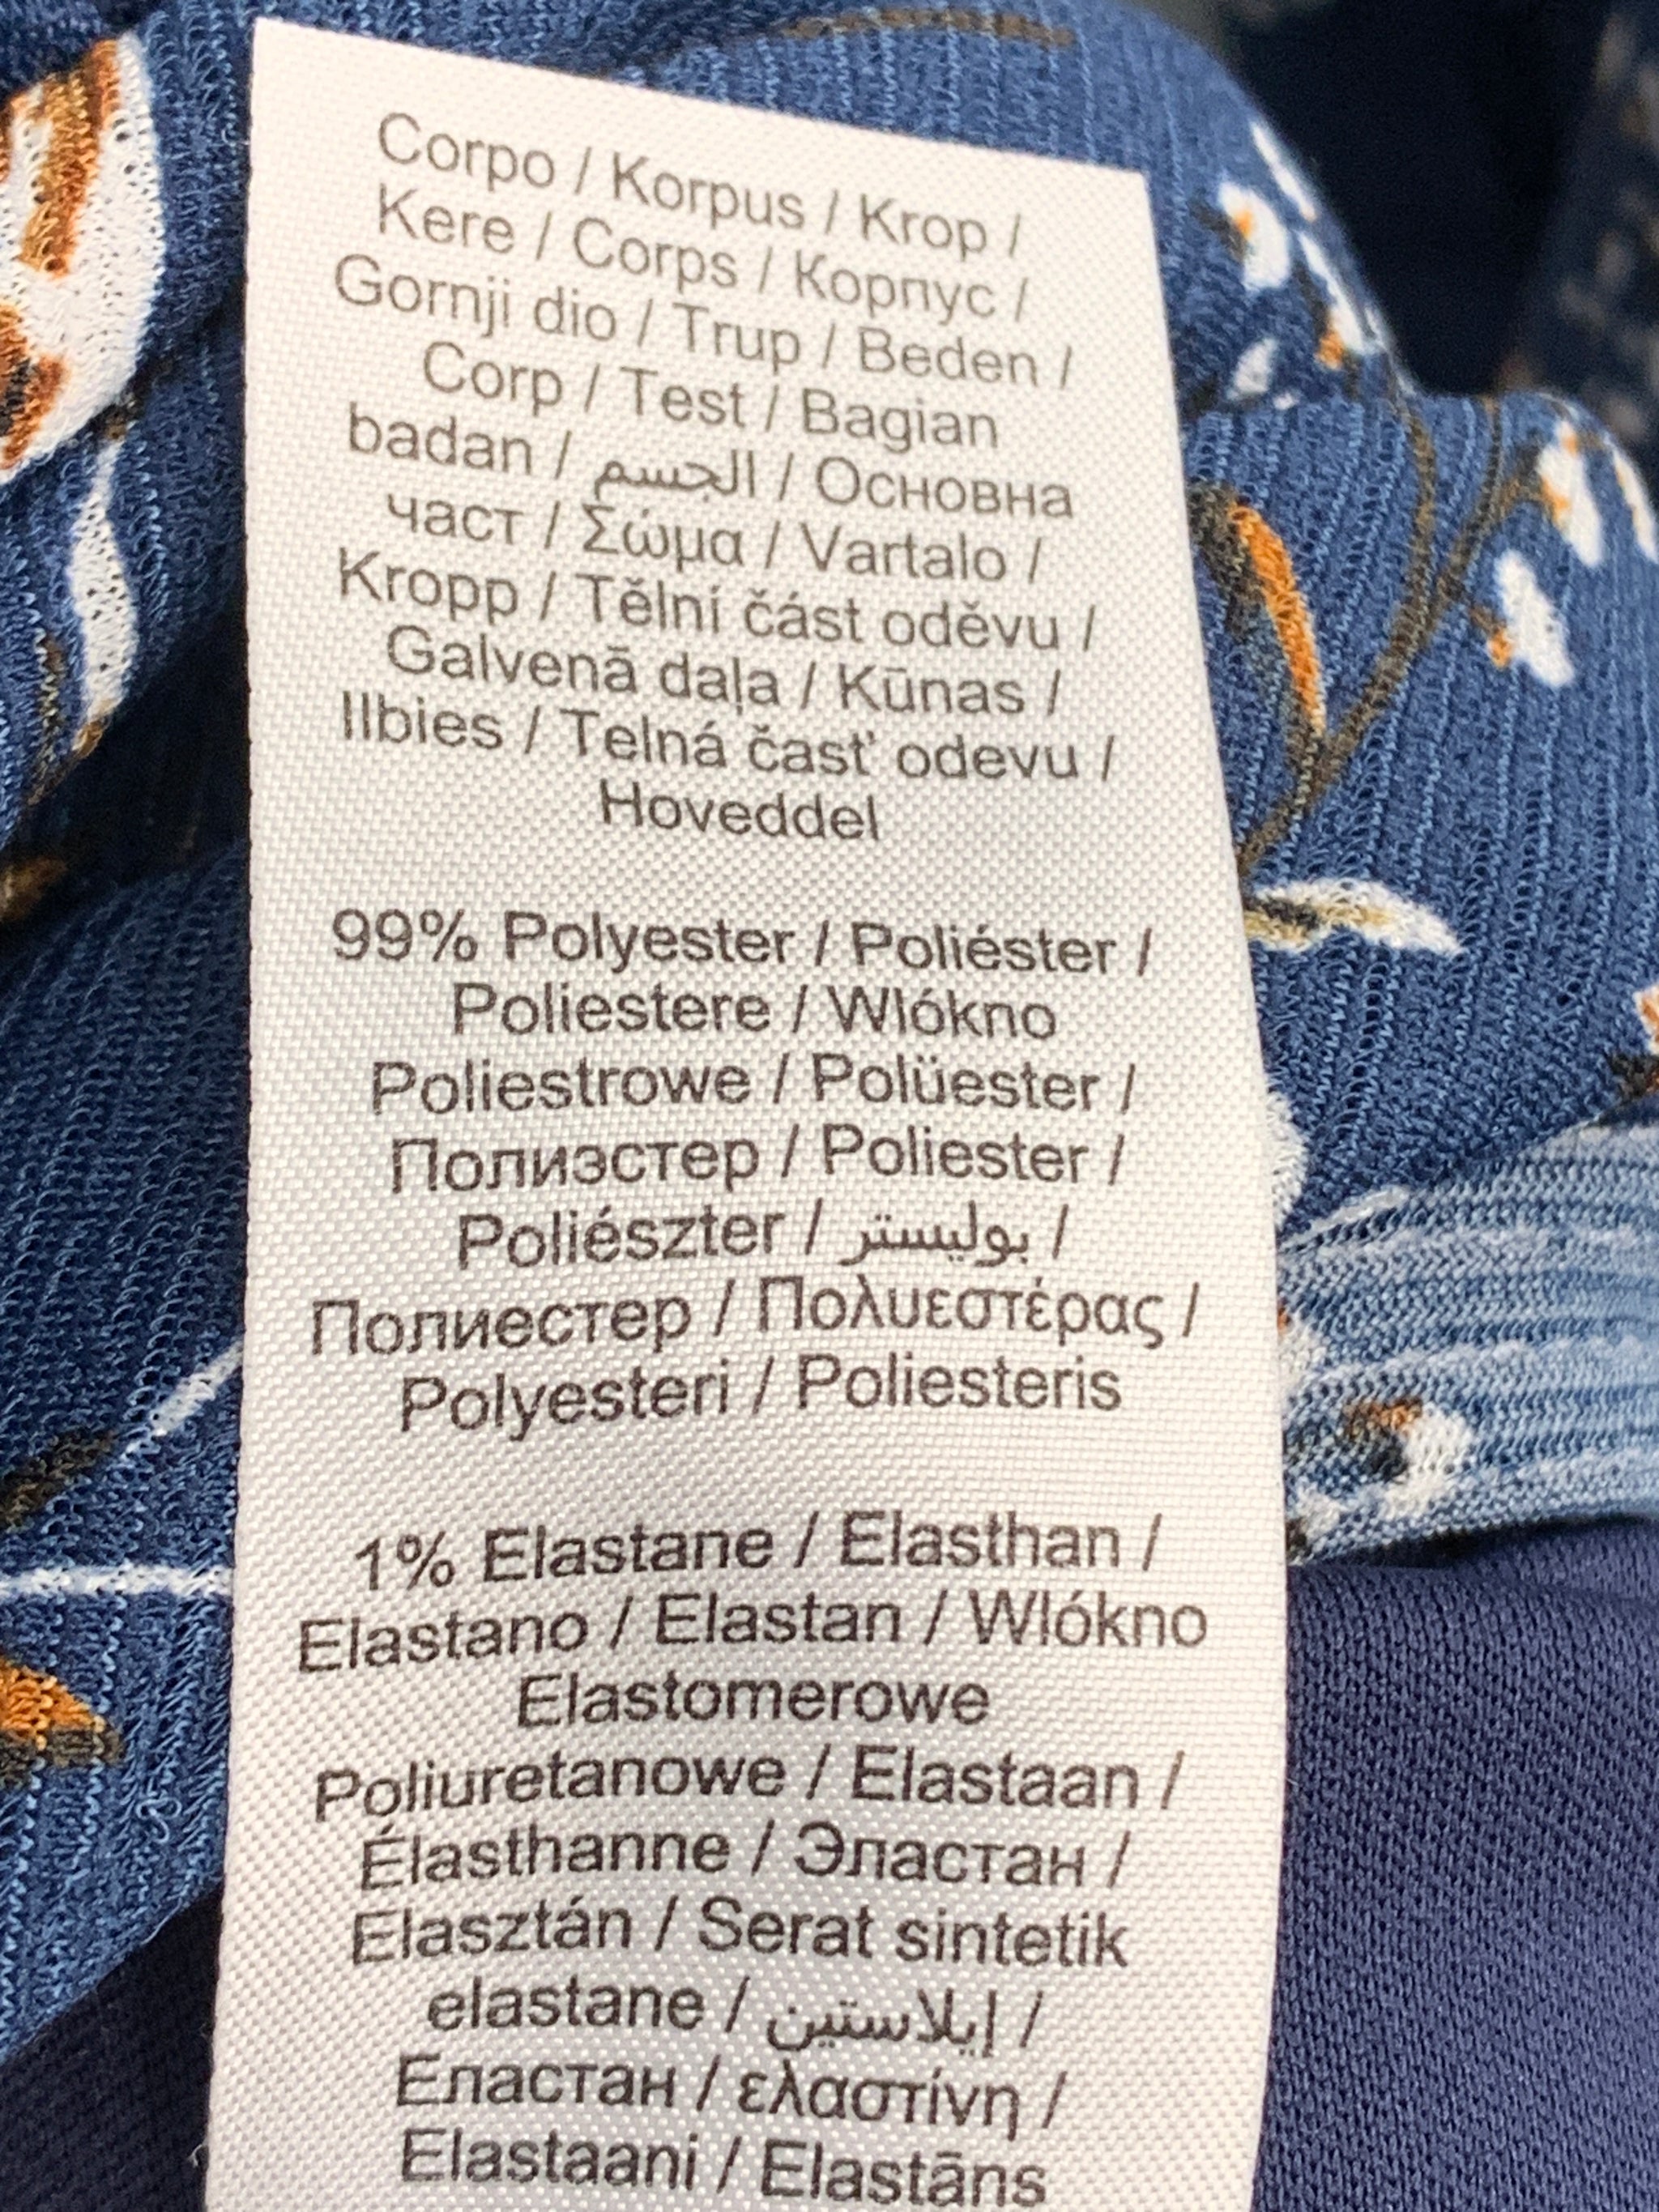 Corpo / Korpus / Krop /
Kere / Corps / Корпус /
Gornji dio / Trup / Beden /
Corp / Test / Bagian
badan / الجسم / Основна
част / Σώμα / Vartalo /
Kropp / Tělní část oděvu /
Galvenā daļa / Kūnas /
Ilbies / Telná časť odevu /
Hoveddel
99% Polyester / Poliéster /
Poliestere / Wlókno
Poliestrowe / Polüester /
Полиэстер / Poliester /
Poliészter / بوليستر /
Полиестер / Πολυεστέρας /
Polyesteri / Poliesteris
1% Elastane / Elasthan /
Elastano / Elastan / Wlókno
Elastomerowe
Poliuretanowe / Elastaan /
Élasthanne / Эластан /
Elasztán / Serat sintetik
elastane / إيلاستين /
Еластан / ελαστίνη /
Elastaani / Elastāns